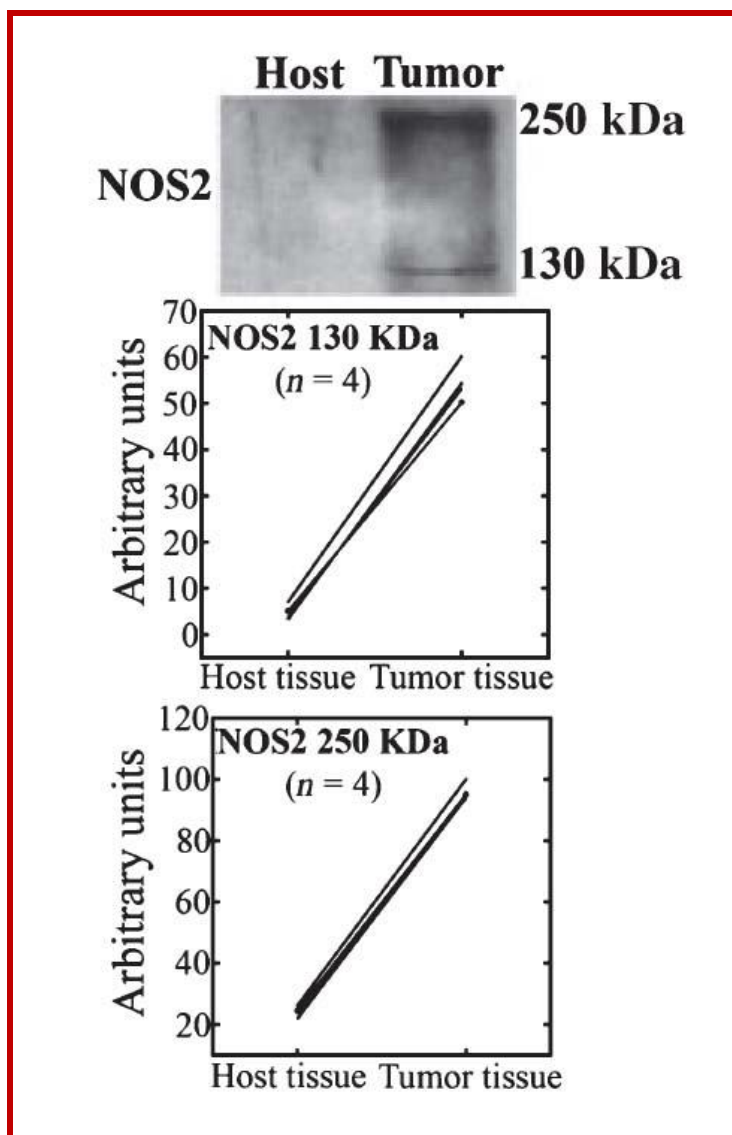 Host Tumor
250 kDa
NOS2
130 kDa
70
60
50
40
30
20
10
0
Arbitrary units
NOS2 130 KDa
(n = 4)
Host tissue Tumor tissue
120
100
80
60
40
20
Arbitrary units
NOS2 250 KDa
(n = 4)
Host tissue Tumor tissue